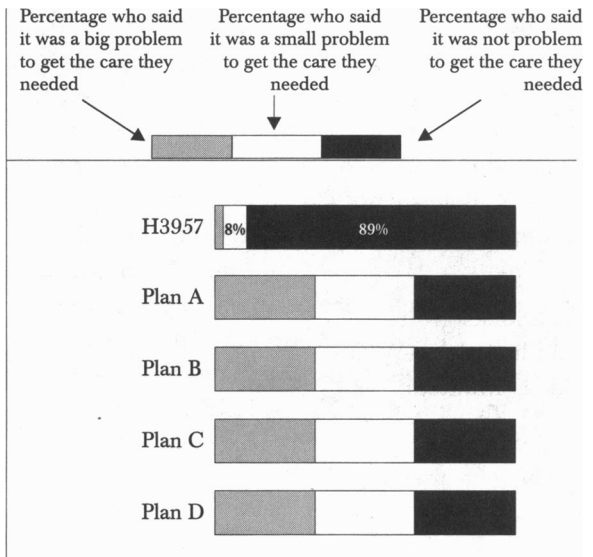 Percentage who said
it was a big problem
to get the care they
needed
Percentage who said
it was a small problem
to get the care they
needed
Percentage who said
it was not problem
to get the care they
needed
H3957 8% 89%
Plan A
Plan B
Plan C
Plan D